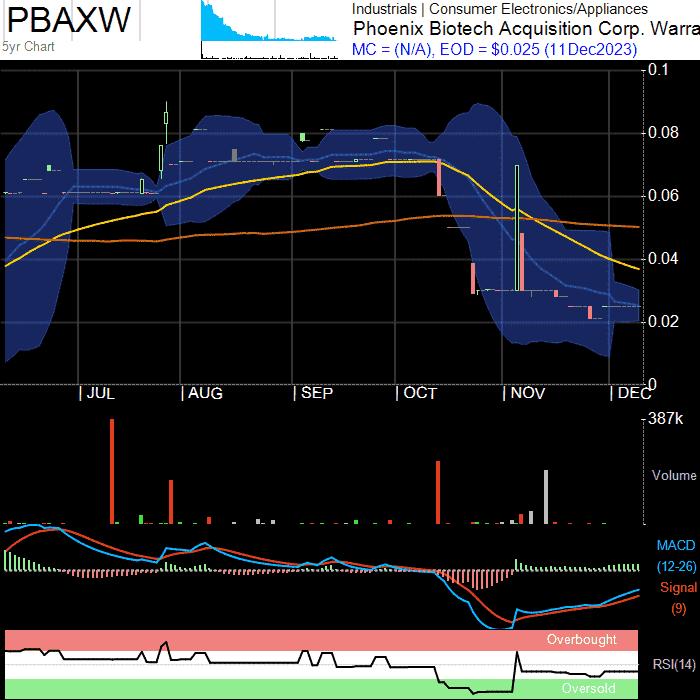 PBAXW
5yr Chart
Industrials | Consumer Electronics/Appliances
Phoenix Biotech Acquisition Corp. Warra
MC = (N/A), EOD = $0.025 (11Dec2023)
0.1
0.08
0.06
0.04
0.02
0
JUL AUG SEP OCT NOV DEC
387k
Volume
MACD
(12-26)
Signal
(9)
Overbought
RSI(14)
Oversold